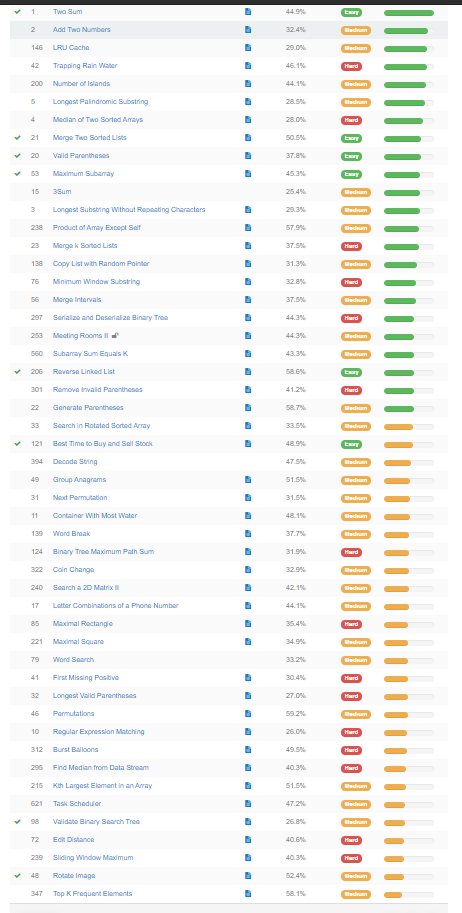 1 Two Sum 44.9% Easy
2 Add Two Numbers 32.4% Medium
146 LRU Cache 29.0% Medium
42 Trapping Rain Water 46.1% Hard
200 Number of Islands 44.1% Medium
5 Longest Palindromic Substring 28.5% Medium
4 Median of Two Sorted Arrays 28.0% Hard
21 Merge Two Sorted Lists 50.5% Easy
20 Valid Parentheses 37.8% Easy
53 Maximum Subarray 45.3% Easy
15 3Sum 25.4% Medium
3 Longest Substring Without Repeating Characters 29.3% Medium
238 Product of Array Except Self 57.9% Medium
23 Merge k Sorted Lists 37.5% Hard
138 Copy List with Random Pointer 31.3% Medium
76 Minimum Window Substring 32.8% Hard
56 Merge Intervals 37.5% Medium
297 Serialize and Deserialize Binary Tree 44.3% Hard
253 Meeting Rooms II 44.3% Medium
560 Subarray Sum Equals K 43.3% Medium
206 Reverse Linked List 58.6% Easy
301 Remove Invalid Parentheses 41.2% Hard
22 Generate Parentheses 58.7% Medium
33 Search in Rotated Sorted Array 33.5% Medium
121 Best Time to Buy and Sell Stock 48.9% Easy
394 Decode String 47.5% Medium
49 Group Anagrams 51.5% Medium
31 Next Permutation 31.5% Medium
11 Container With Most Water 48.1% Medium
139 Word Break 37.7% Medium
124 Binary Tree Maximum Path Sum 31.9% Hard
322 Coin Change 32.9% Medium
240 Search a 2D Matrix II 42.1% Medium
17 Letter Combinations of a Phone Number 44.1% Medium
85 Maximal Rectangle 35.4% Hard
221 Maximal Square 34.9% Medium
79 Word Search 33.2% Medium
41 First Missing Positive 30.4% Hard
32 Longest Valid Parentheses 27.0% Hard
46 Permutations 59.2% Medium
10 Regular Expression Matching 26.0% Hard
312 Burst Balloons 49.5% Hard
295 Find Median from Data Stream 40.3% Hard
215 Kth Largest Element in an Array 51.5% Medium
621 Task Scheduler 47.2% Medium
98 Validate Binary Search Tree 26.8% Medium
72 Edit Distance 40.6% Hard
239 Sliding Window Maximum 40.3% Hard
48 Rotate Image 52.4% Medium
347 Top K Frequent Elements 58.1% Medium